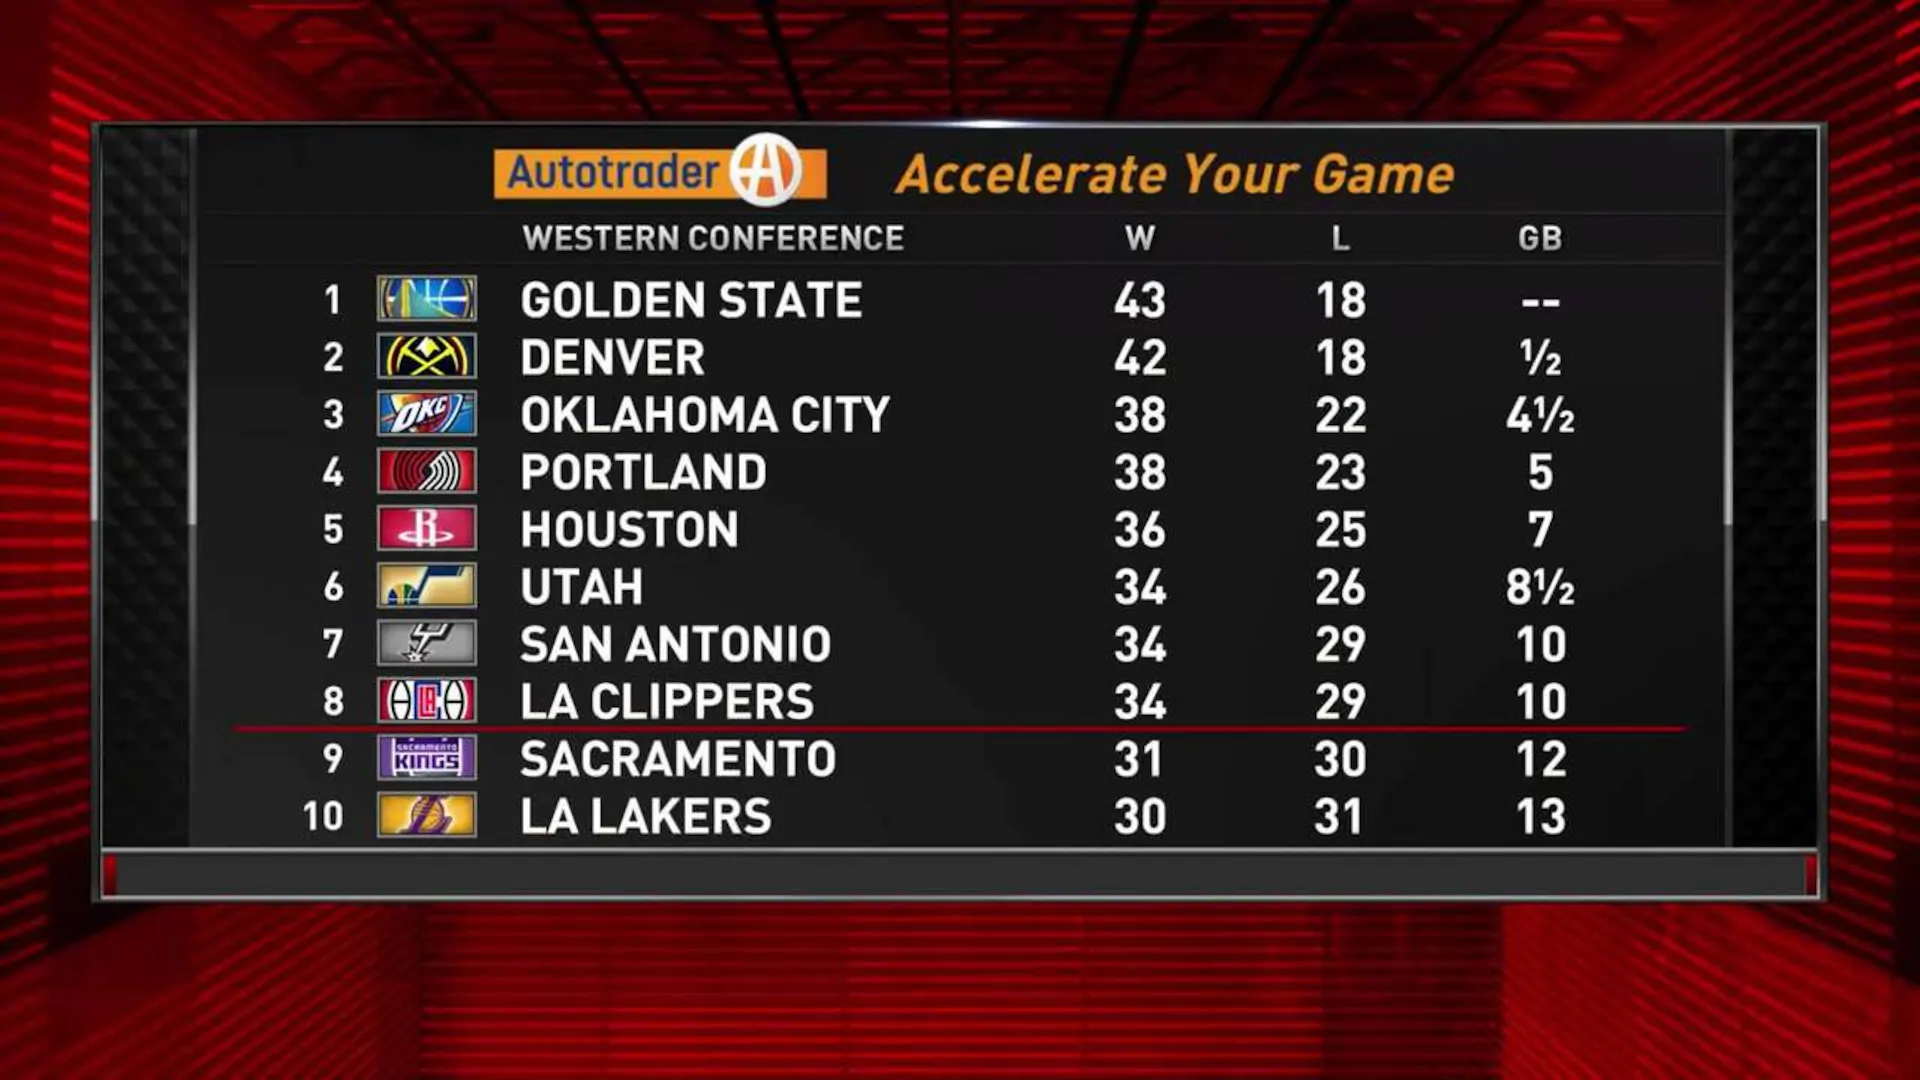 Autotrader Accelerate Your Game
WESTERN CONFERENCE W L GB
1 GOLDEN STATE 43 18 --
2 DENVER 42 18 ½
3 OKC OKLAHOMA CITY 38 22 4½
4 PORTLAND 38 23 5
5 R HOUSTON 36 25 7
6 UTAH 34 26 8½
7 SAN ANTONIO 34 29 10
8 LA CLIPPERS 34 29 10
9 SACRAMENTO KINGS SACRAMENTO 31 30 12
10 LA LAKERS 30 31 13